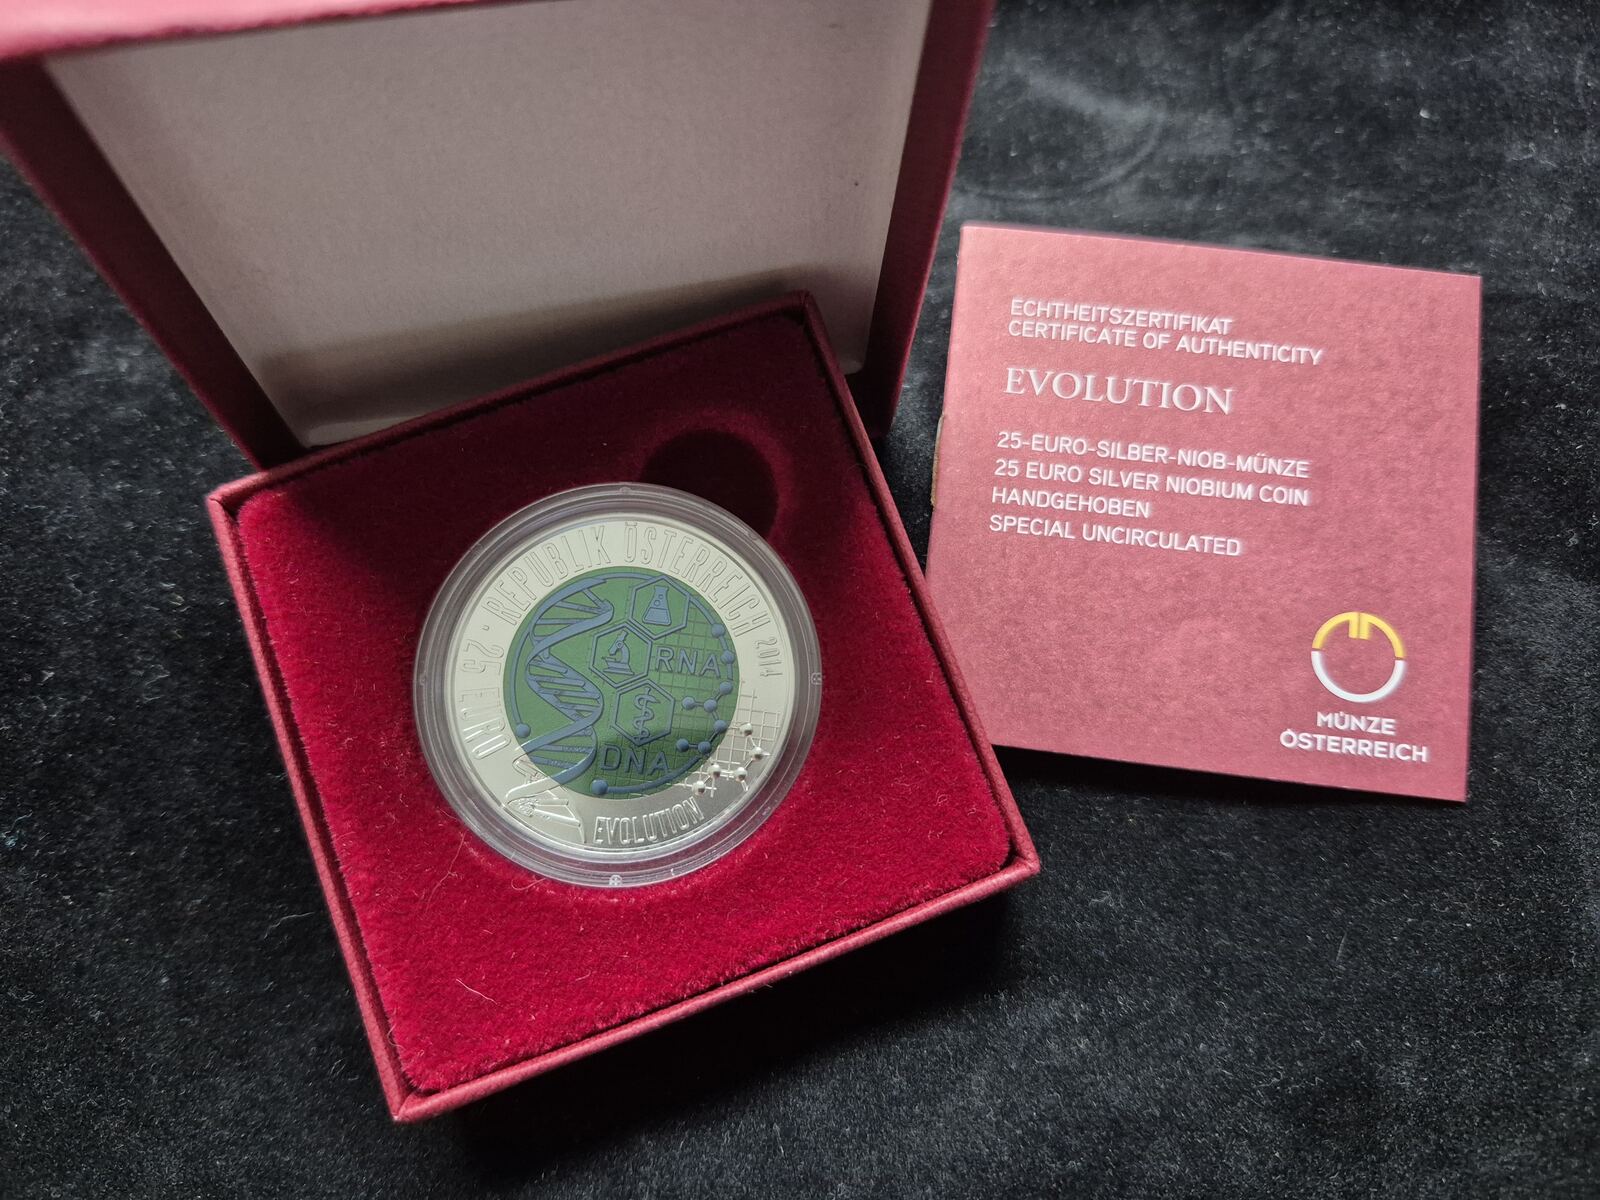 25 EURO · REPUBLIK ÖSTERREICH 2014
RNA
DNA
EVOLUTION
ECHTHEITSZERTIFIKAT
CERTIFICATE OF AUTHENTICITY
EVOLUTION
25-EURO-SILBER-NIOB-MÜNZE
25 EURO SILVER NIOBIUM COIN
HANDGEHOBEN
SPECIAL UNCIRCULATED
MÜNZE
ÖSTERREICH